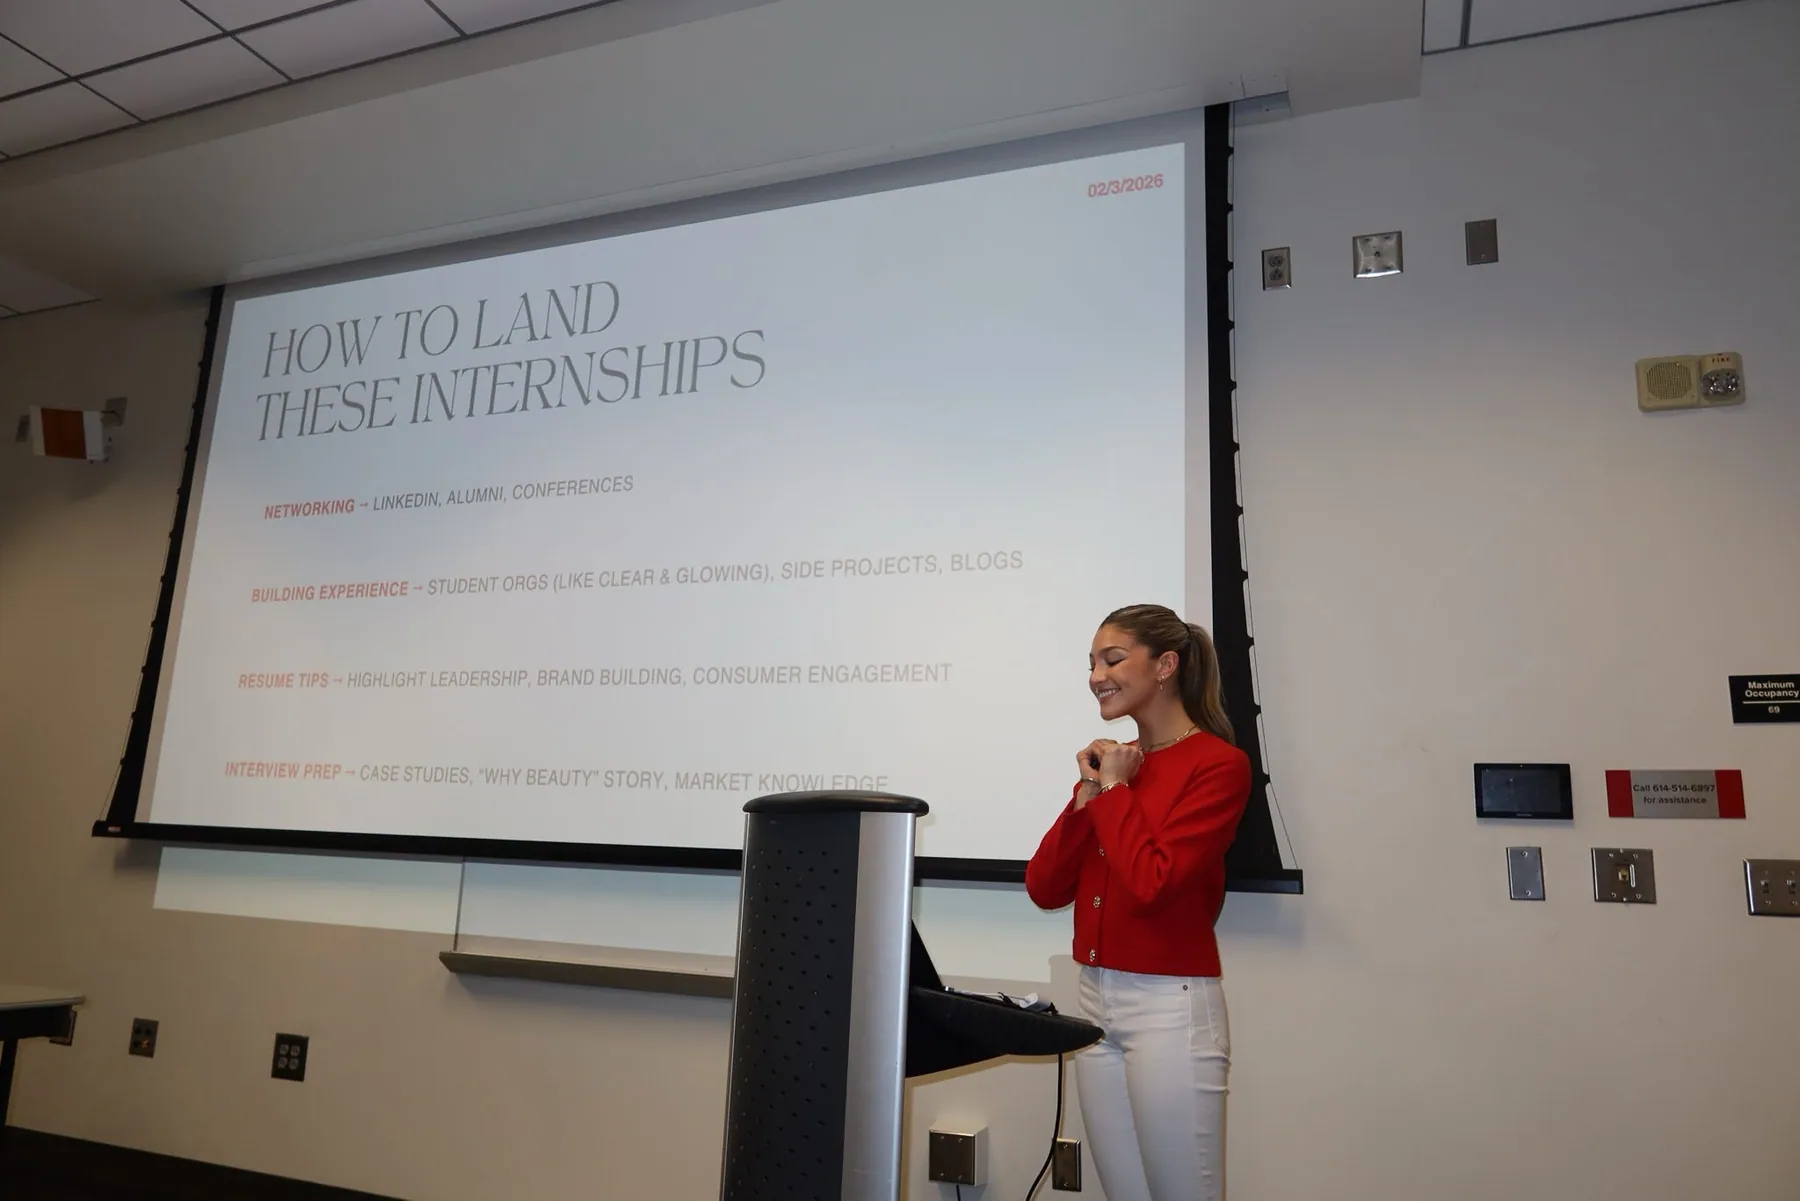 02/3/2026
HOW TO LAND
THESE INTERNSHIPS
NETWORKING → LINKEDIN, ALUMNI, CONFERENCES
BUILDING EXPERIENCE → STUDENT ORGS (LIKE CLEAR & GLOWING), SIDE PROJECTS, BLOGS
RESUME TIPS → HIGHLIGHT LEADERSHIP, BRAND BUILDING, CONSUMER ENGAGEMENT
INTERVIEW PREP → CASE STUDIES, "WHY BEAUTY" STORY, MARKET KNOWLEDGE
FIRE
Maximum
Occupancy
69
Call 614-514-6897
for assistance